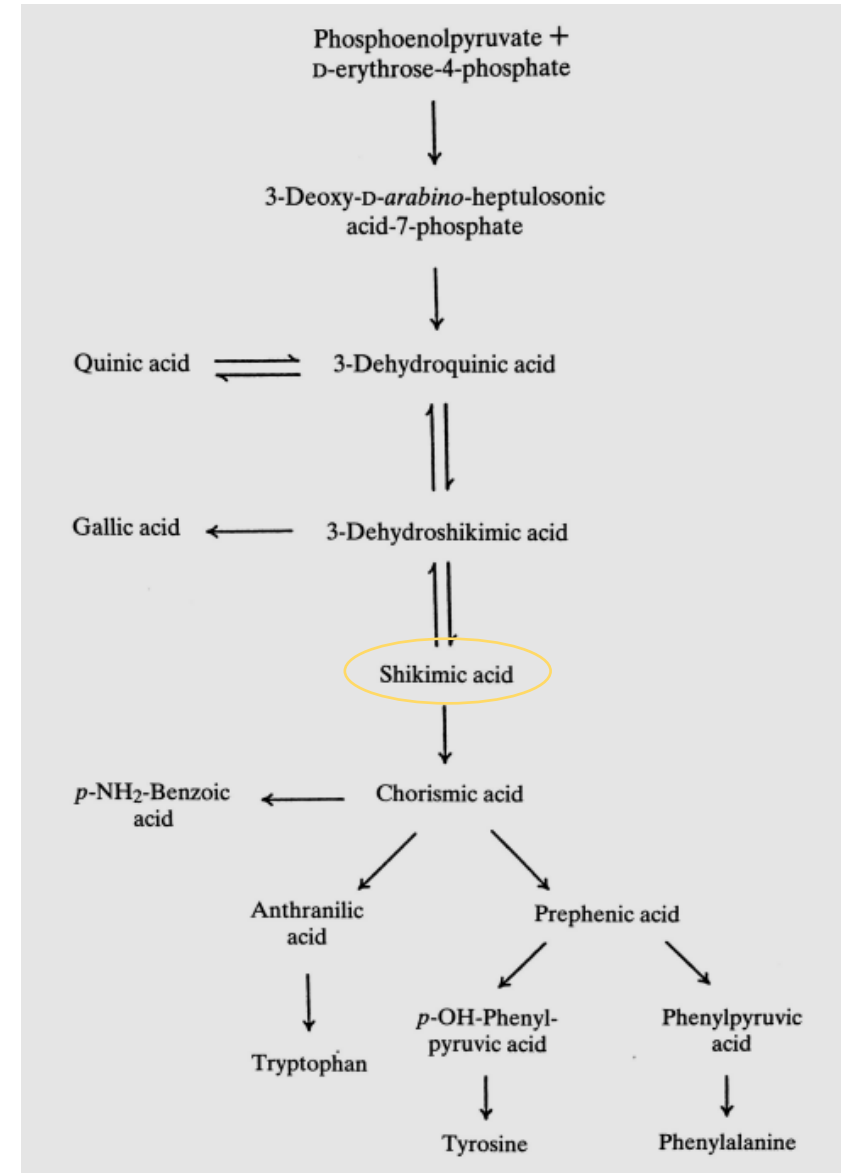 Phosphoenolpyruvate +
D-erythrose-4-phosphate
3-Deoxy-D-arabino-heptulosonic
acid-7-phosphate
Quinic acid
3-Dehydroquinic acid
Gallic acid
3-Dehydroshikimic acid
Shikimic acid
p-NH2-Benzoic
acid
Chorismic acid
Anthranilic
acid
Prephenic acid
p-OH-Phenyl-
pyruvic acid
Phenylpyruvic
acid
Tryptophan
Tyrosine
Phenylalanine